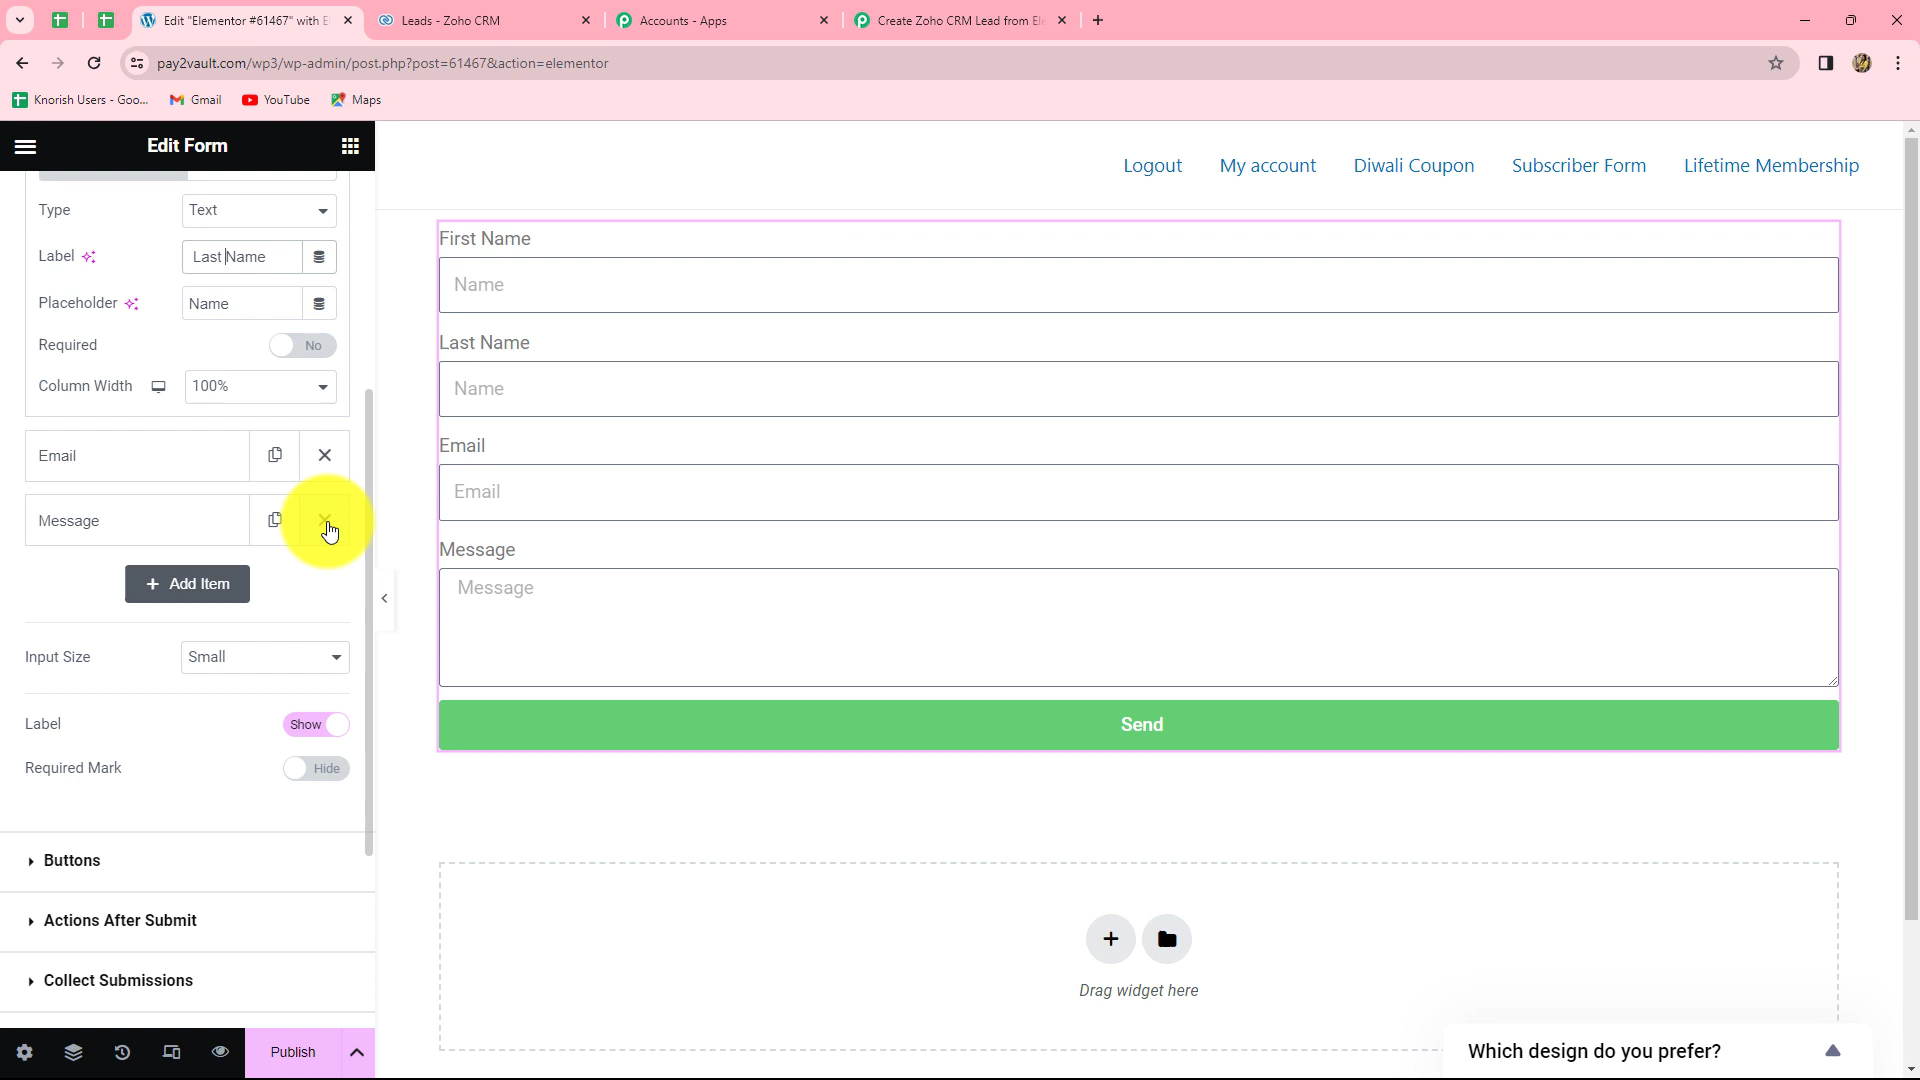 Edit "Elementor #61467" with E
Leads - Zoho CRM
Accounts - Apps
Create Zoho CRM Lead from Ele
pay2vault.com/wp3/wp-admin/post.php?post=61467&action=elementor
Knorish Users - Goo...
Gmail
YouTube
Maps
Edit Form
Type
Text
Label
Last Name
Placeholder
Name
Required
No
Column Width
100%
Email
Message
+ Add Item
Input Size
Small
Label
Show
Required Mark
Hide
Buttons
Actions After Submit
Collect Submissions
Publish
Logout
My account
Diwali Coupon
Subscriber Form
Lifetime Membership
First Name
Name
Last Name
Name
Email
Email
Message
Message
Send
Drag widget here
Which design do you prefer?